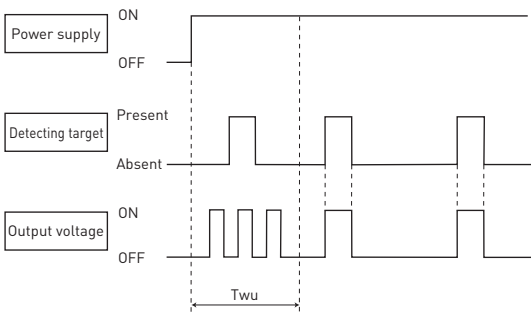 ON
Power supply
OFF
Present
Detecting target
Absent
ON
Output voltage
OFF
Twu